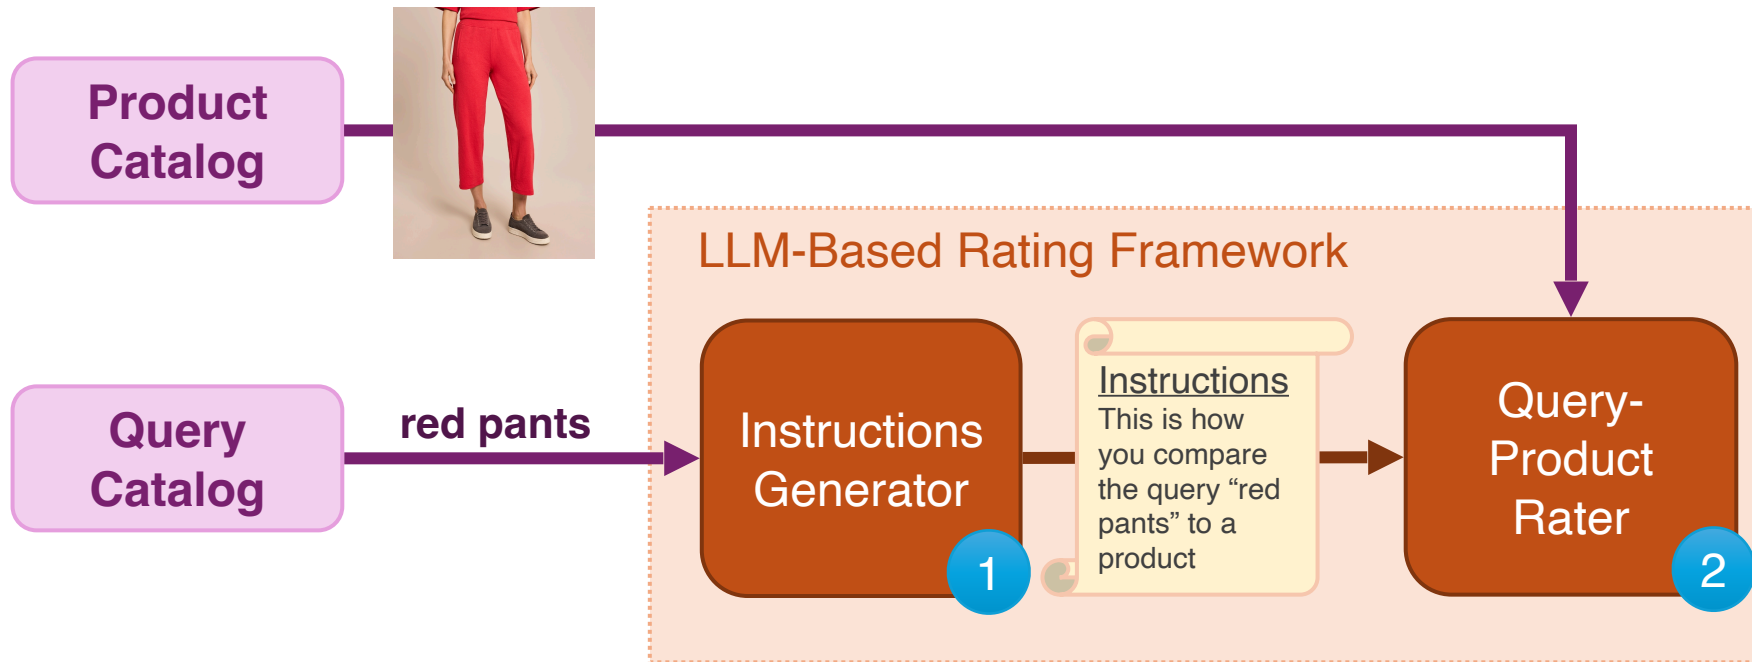 Product
Catalog
LLM-Based Rating Framework
Query
Catalog
red pants
Instructions
Generator
1
Instructions
This is how
you compare
the query “red
pants” to a
product
Query-
Product
Rater
2